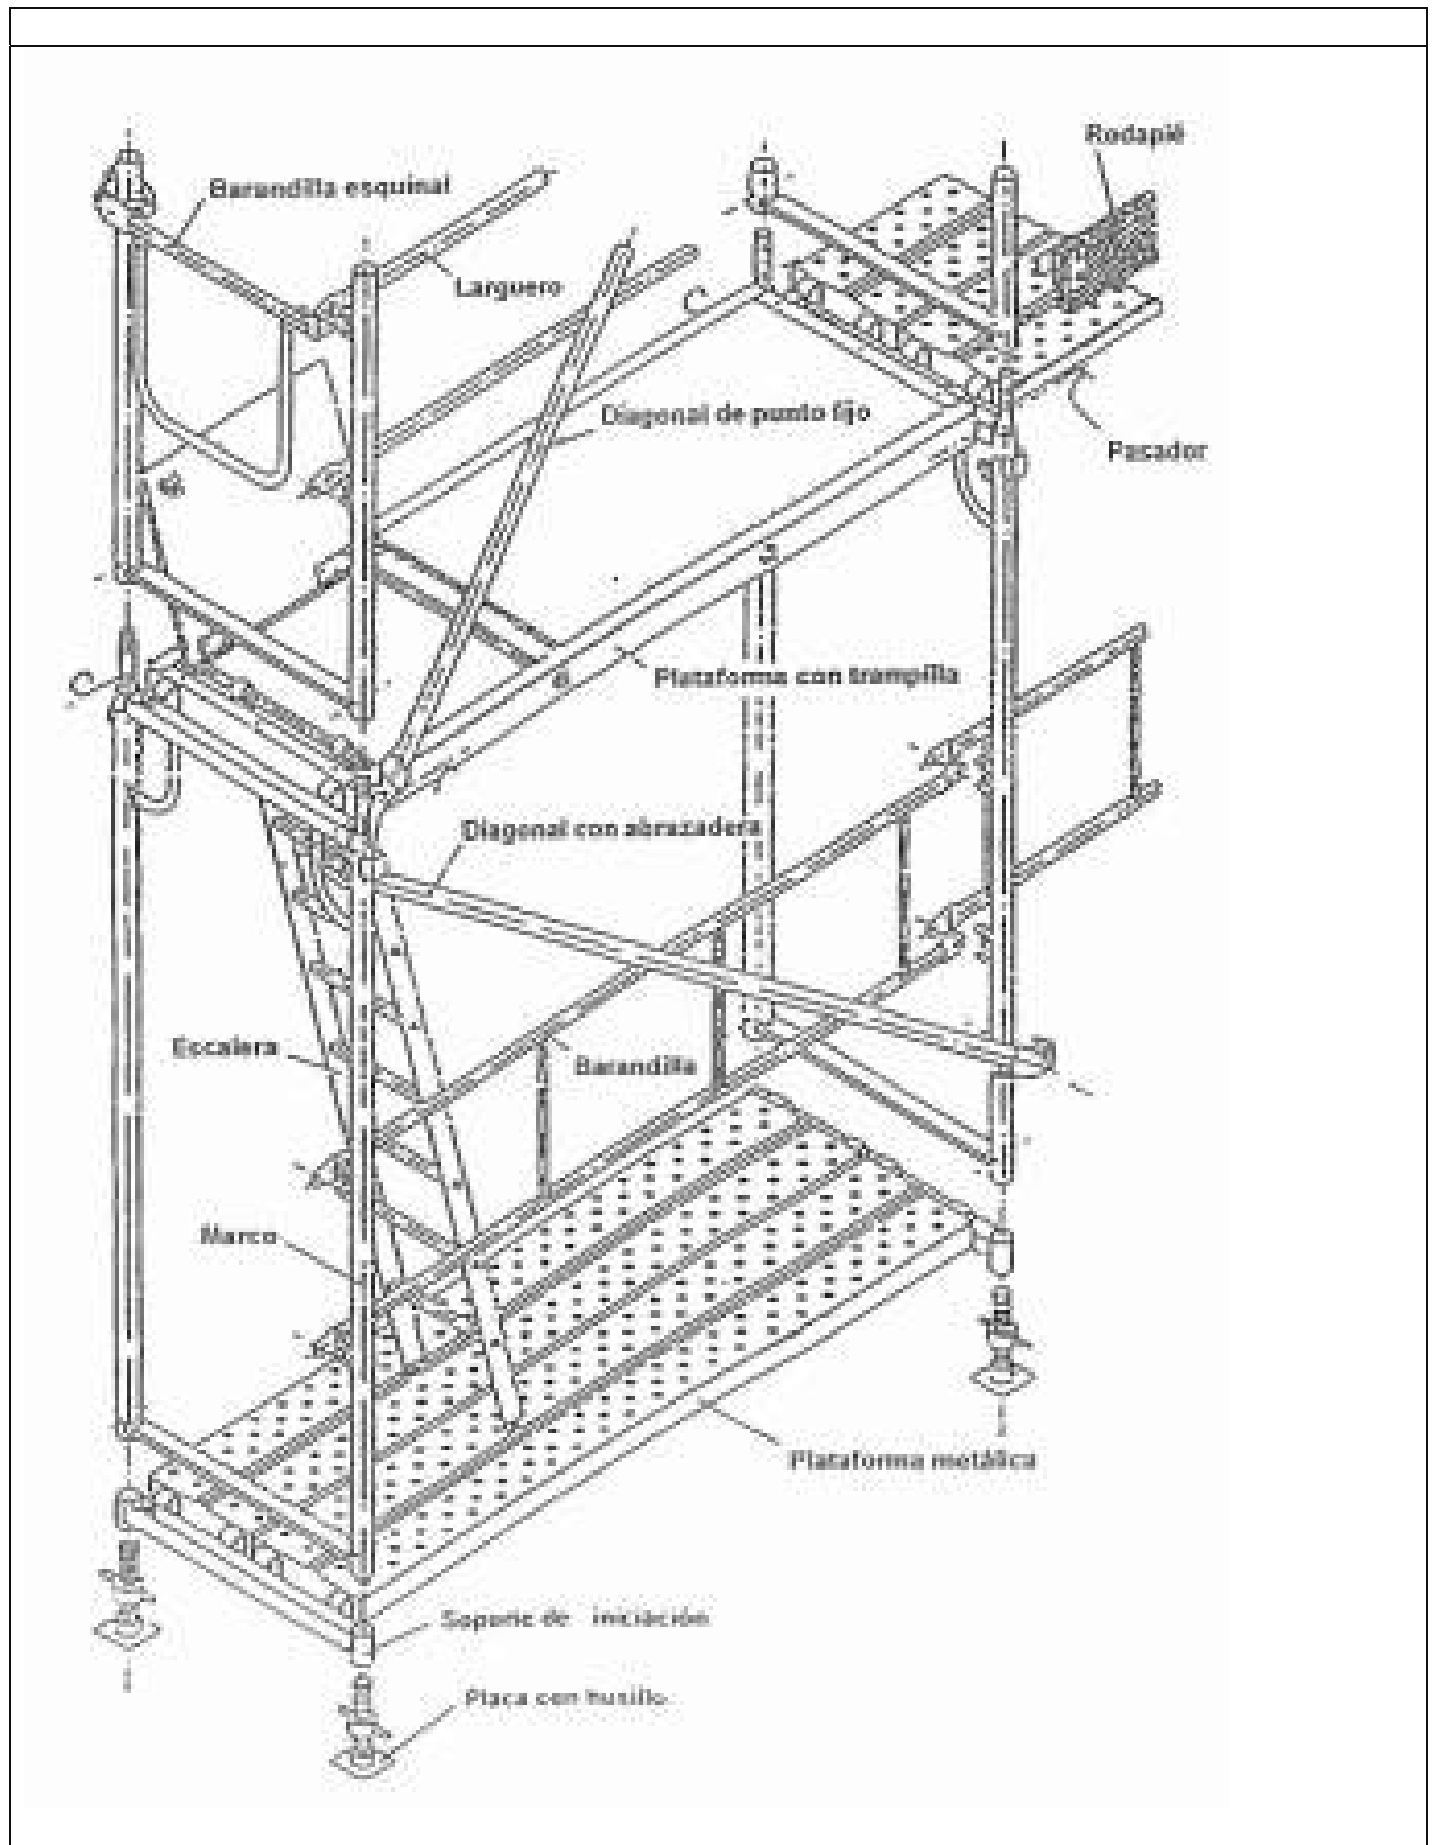 Rodapié
Barandilla esquinal
Larguero
Diagonal de punto fijo
Pasador
Plataforma con trampilla
Diagonal con abrazadera
Escalera
Barandilla
Marco
Plataforma metálica
Soporte de iniciación
Placa con husillo